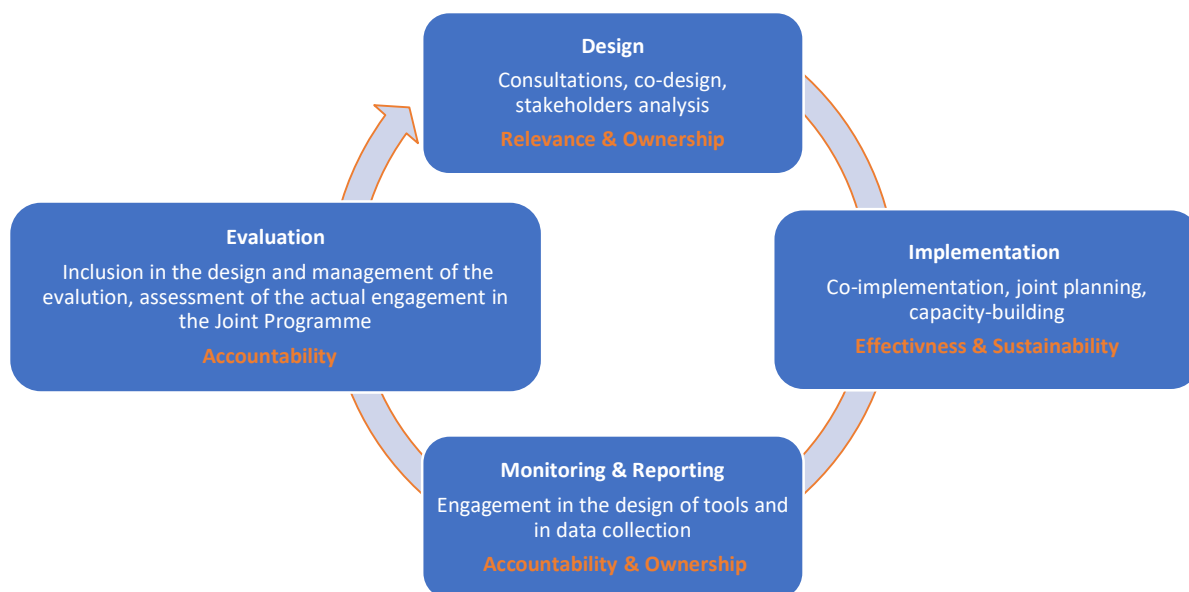 Design
Consultations, co-design,
stakeholders analysis
Relevance & Ownership
Implementation
Co-implementation, joint planning,
capacity-building
Effectivness & Sustainability
Monitoring & Reporting
Engagement in the design of tools and
in data collection
Accountability & Ownership
Evaluation
Inclusion in the design and management of the
evalution, assessment of the actual engagement in
the Joint Programme
Accountability